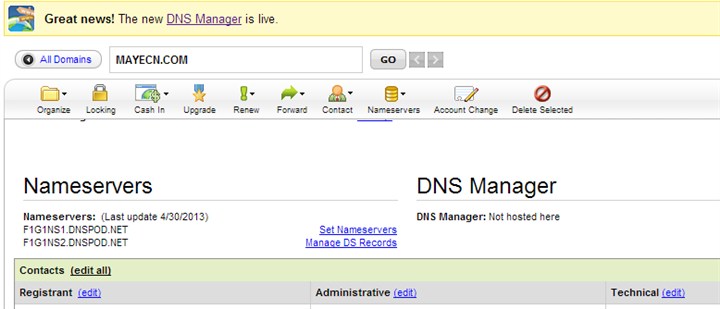 Great news! The new DNS Manager is live.
All Domains MAYECN.COM GO
Organize Locking Cash In Upgrade Renew Forward Contact Nameservers Account Change Delete Selected
Nameservers DNS Manager
Nameservers: (Last update 4/30/2013) DNS Manager: Not hosted here
F1G1NS1.DNSPOD.NET Set Nameservers
F1G1NS2.DNSPOD.NET Manage DS Records
Contacts (edit all)
Registrant (edit) Administrative (edit) Technical (edit)